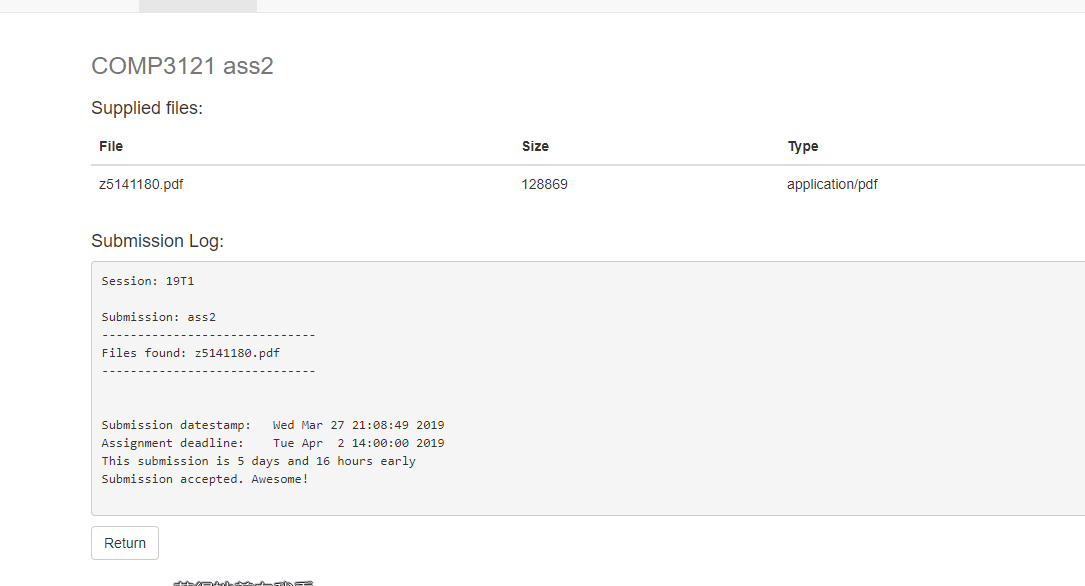 COMP3121 ass2
Supplied files:
File Size Type
z5141180.pdf 128869 application/pdf
Submission Log:
Session: 19T1
Submission: ass2
------------------------------
Files found: z5141180.pdf
------------------------------
Submission datestamp:   Wed Mar 27 21:08:49 2019
Assignment deadline:    Tue Apr  2 14:00:00 2019
This submission is 5 days and 16 hours early
Submission accepted. Awesome!
Return